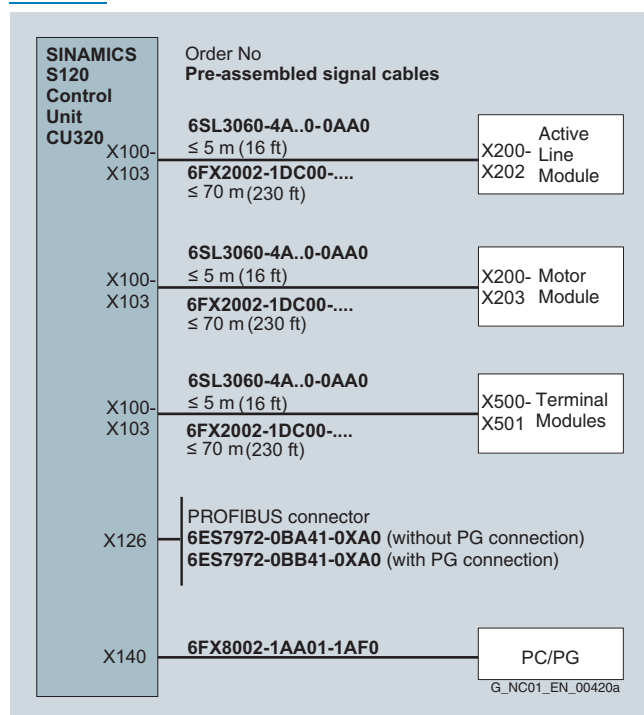 SINAMICS
S120
Control
Unit
CU320
Order No
Pre-assembled signal cables
X100-
X103
6SL3060-4A..0-0AA0
≤ 5 m (16 ft)
6FX2002-1DC00-....
≤ 70 m (230 ft)
X200-
X202
Active
Line
Module
X100-
X103
6SL3060-4A..0-0AA0
≤ 5 m (16 ft)
6FX2002-1DC00-....
≤ 70 m (230 ft)
X200- Motor
X203 Module
X100-
X103
6SL3060-4A..0-0AA0
≤ 5 m (16 ft)
6FX2002-1DC00-....
≤ 70 m (230 ft)
X500- Terminal
X501 Modules
X126
PROFIBUS connector
6ES7972-0BA41-0XA0 (without PG connection)
6ES7972-0BB41-0XA0 (with PG connection)
X140
6FX8002-1AA01-1AF0
PC/PG
G_NC01_EN_00420a